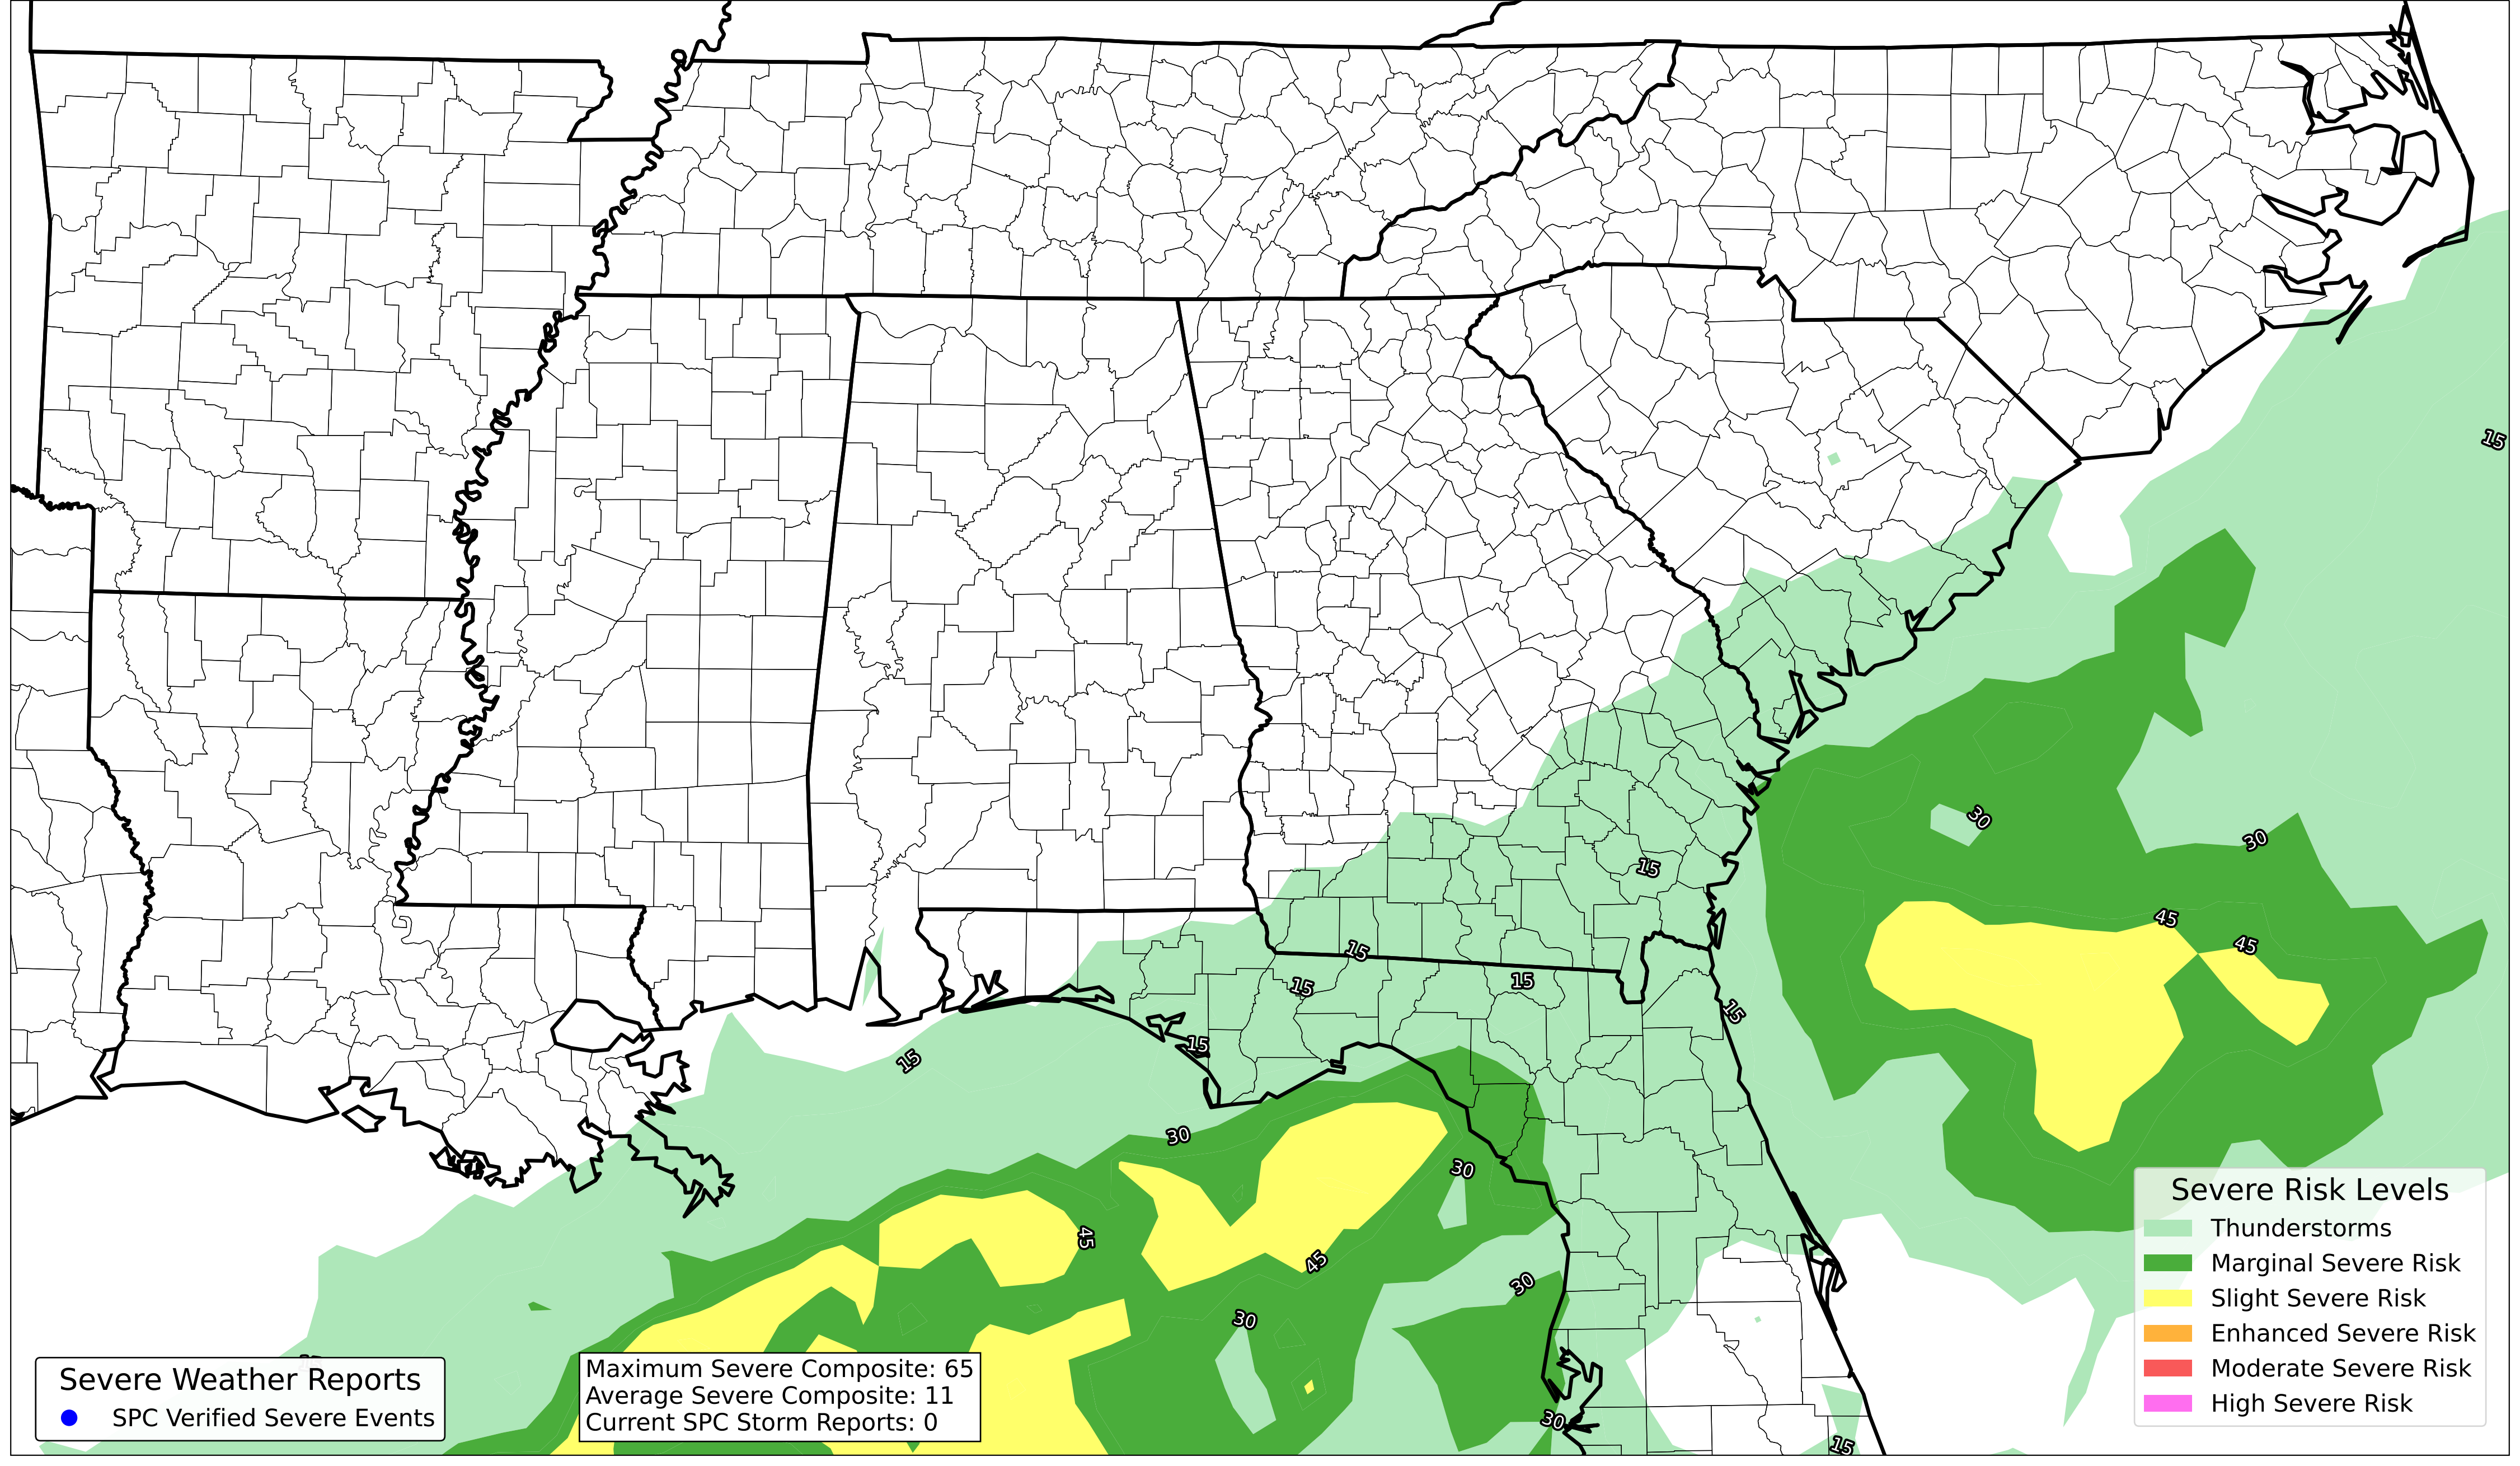 15
30
30
15
45
15
45
15
15
15
15
15
30
30
45
45
30
30
30
15
Severe Weather Reports
SPC Verified Severe Events
Maximum Severe Composite: 65
Average Severe Composite: 11
Current SPC Storm Reports: 0
Severe Risk Levels
Thunderstorms
Marginal Severe Risk
Slight Severe Risk
Enhanced Severe Risk
Moderate Severe Risk
High Severe Risk